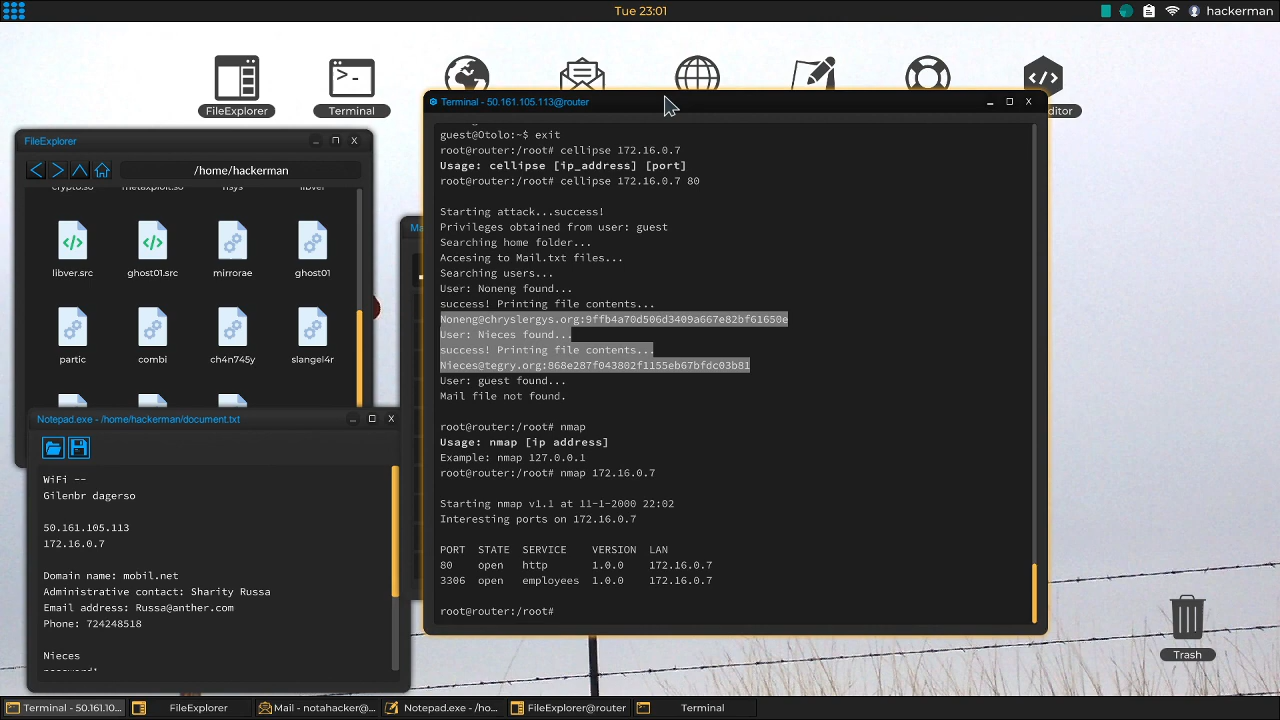 Tue 23:01
hackerman
FileExplorer
Terminal
ditor
FileExplorer
/home/hackerman
crypto.so
metaxploit.so
libver
libver.src
ghost01.src
mirrorae
ghost01
partic
combi
ch4n745y
slangel4r
Ma
Terminal - 50.161.105.113@router
guest@Otolo:~$ exit
root@router:/root# cellipse 172.16.0.7
Usage: cellipse [ip_address] [port]
root@router:/root# cellipse 172.16.0.7 80
Starting attack...success!
Privileges obtained from user: guest
Searching home folder...
Accesing to Mail.txt files...
Searching users...
User: Noneng found...
success! Printing file contents...
Noneng@chryslergys.org:9ffb4a70d506d3409a667e82bf61650e
User: Nieces found...
success! Printing file contents...
Nieces@tegry.org:868e287f043802f1155eb67bfdc03b81
User: guest found...
Mail file not found.
root@router:/root# nmap
Usage: nmap [ip address]
Example: nmap 127.0.0.1
root@router:/root# nmap 172.16.0.7
Starting nmap v1.1 at 11-1-2000 22:02
Interesting ports on 172.16.0.7
PORT STATE SERVICE VERSION LAN
80 open http 1.0.0 172.16.0.7
3306 open employees 1.0.0 172.16.0.7
root@router:/root#
Notepad.exe - /home/hackerman/document.txt
WiFi --
Gilenbr dagerso
50.161.105.113
172.16.0.7
Domain name: mobil.net
Administrative contact: Sharity Russa
Email address: Russa@anther.com
Phone: 724248518
Nieces
Trash
Terminal - 50.161.10...
FileExplorer
Mail - notahacker@...
Notepad.exe - /ho...
FileExplorer@router
Terminal